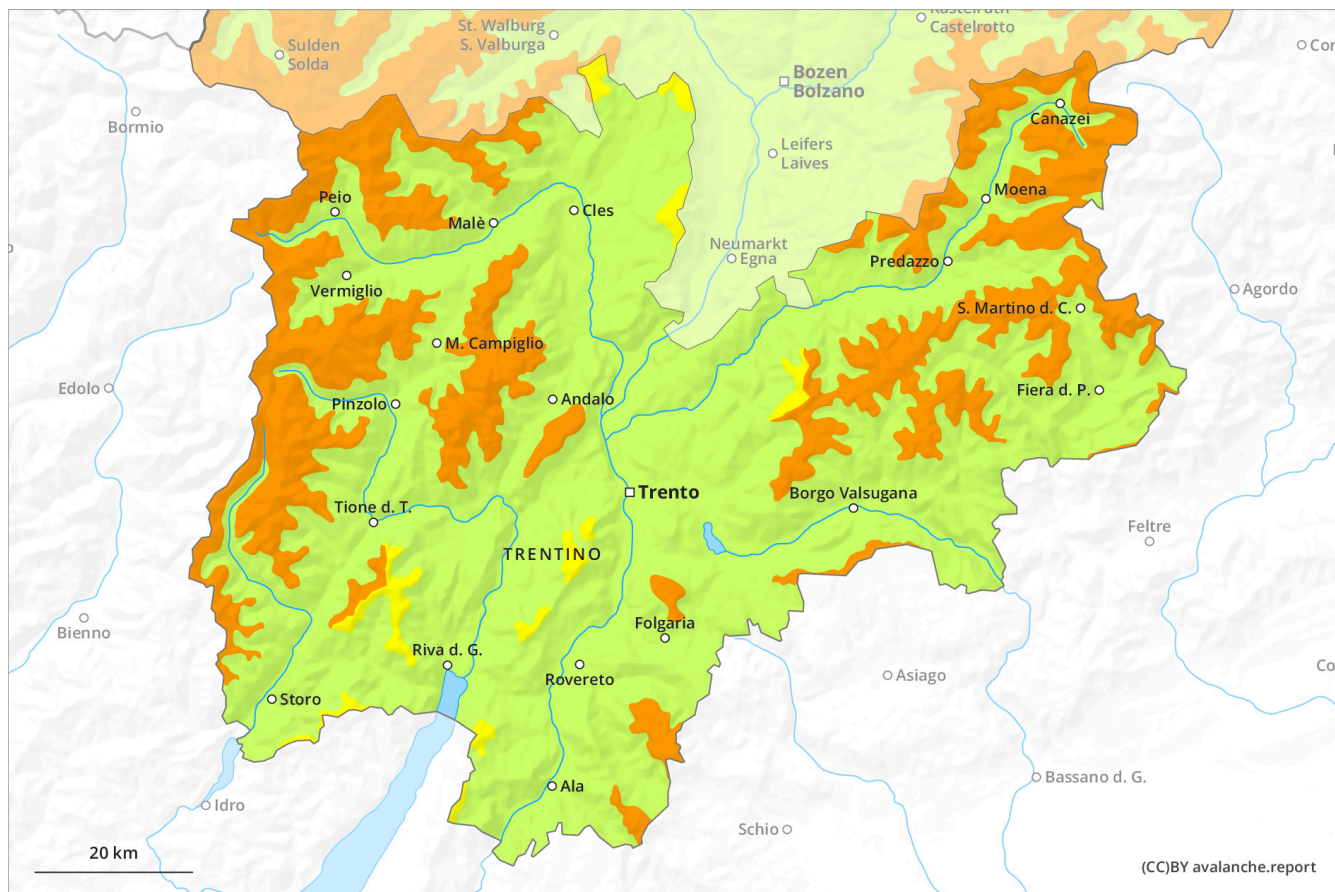 Kastelruth
Castelrotto
St. Walburg
S. Valburga
Sulden
Solda
Bozen
Bolzano
Bormio
Canazei
Leifers
Laives
Moena
Peio
Malè
Cles
Neumarkt
Egna
Predazzo
Vermiglio
Agordo
S. Martino d. C.
M. Campiglio
Edolo
Pinzolo
Andalo
Fiera d. P.
Trento
Borgo Valsugana
Tione d. T.
Feltre
TRENTINO
Bienno
Folgaria
Riva d. G.
Rovereto
Asiago
Co
Storo
Bassano d. G.
Ala
Idro
Schio
20 km
(CC)BY avalanche.report